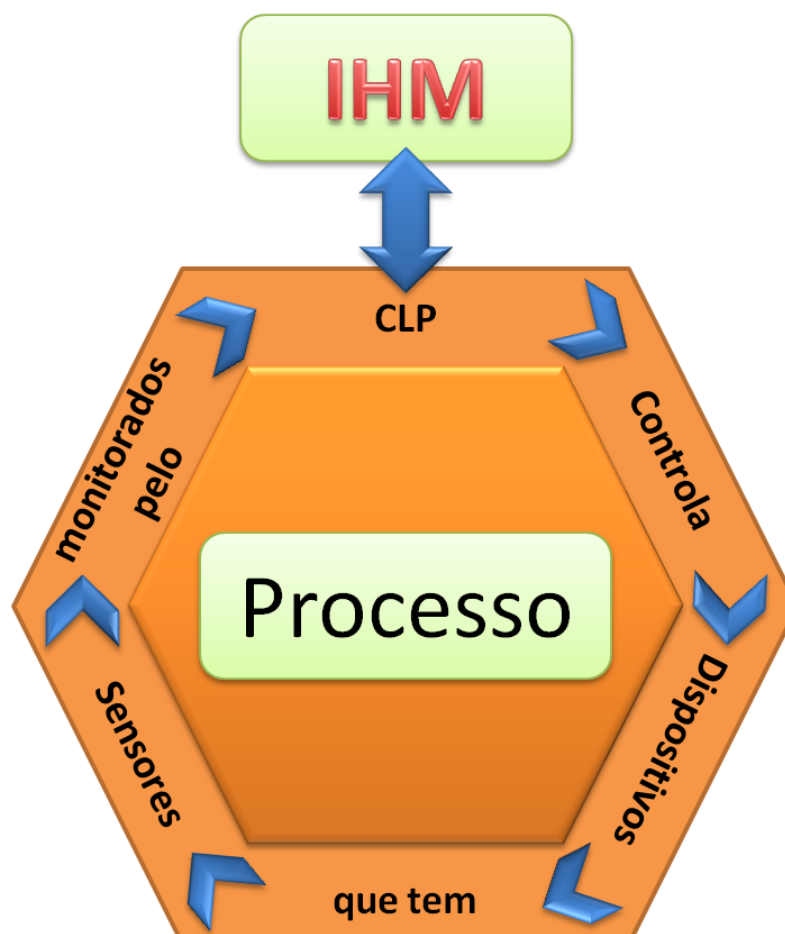 IHM
CLP
Controla
Dispositivos
que tem
Sensores
monitorados
pelo
Processo